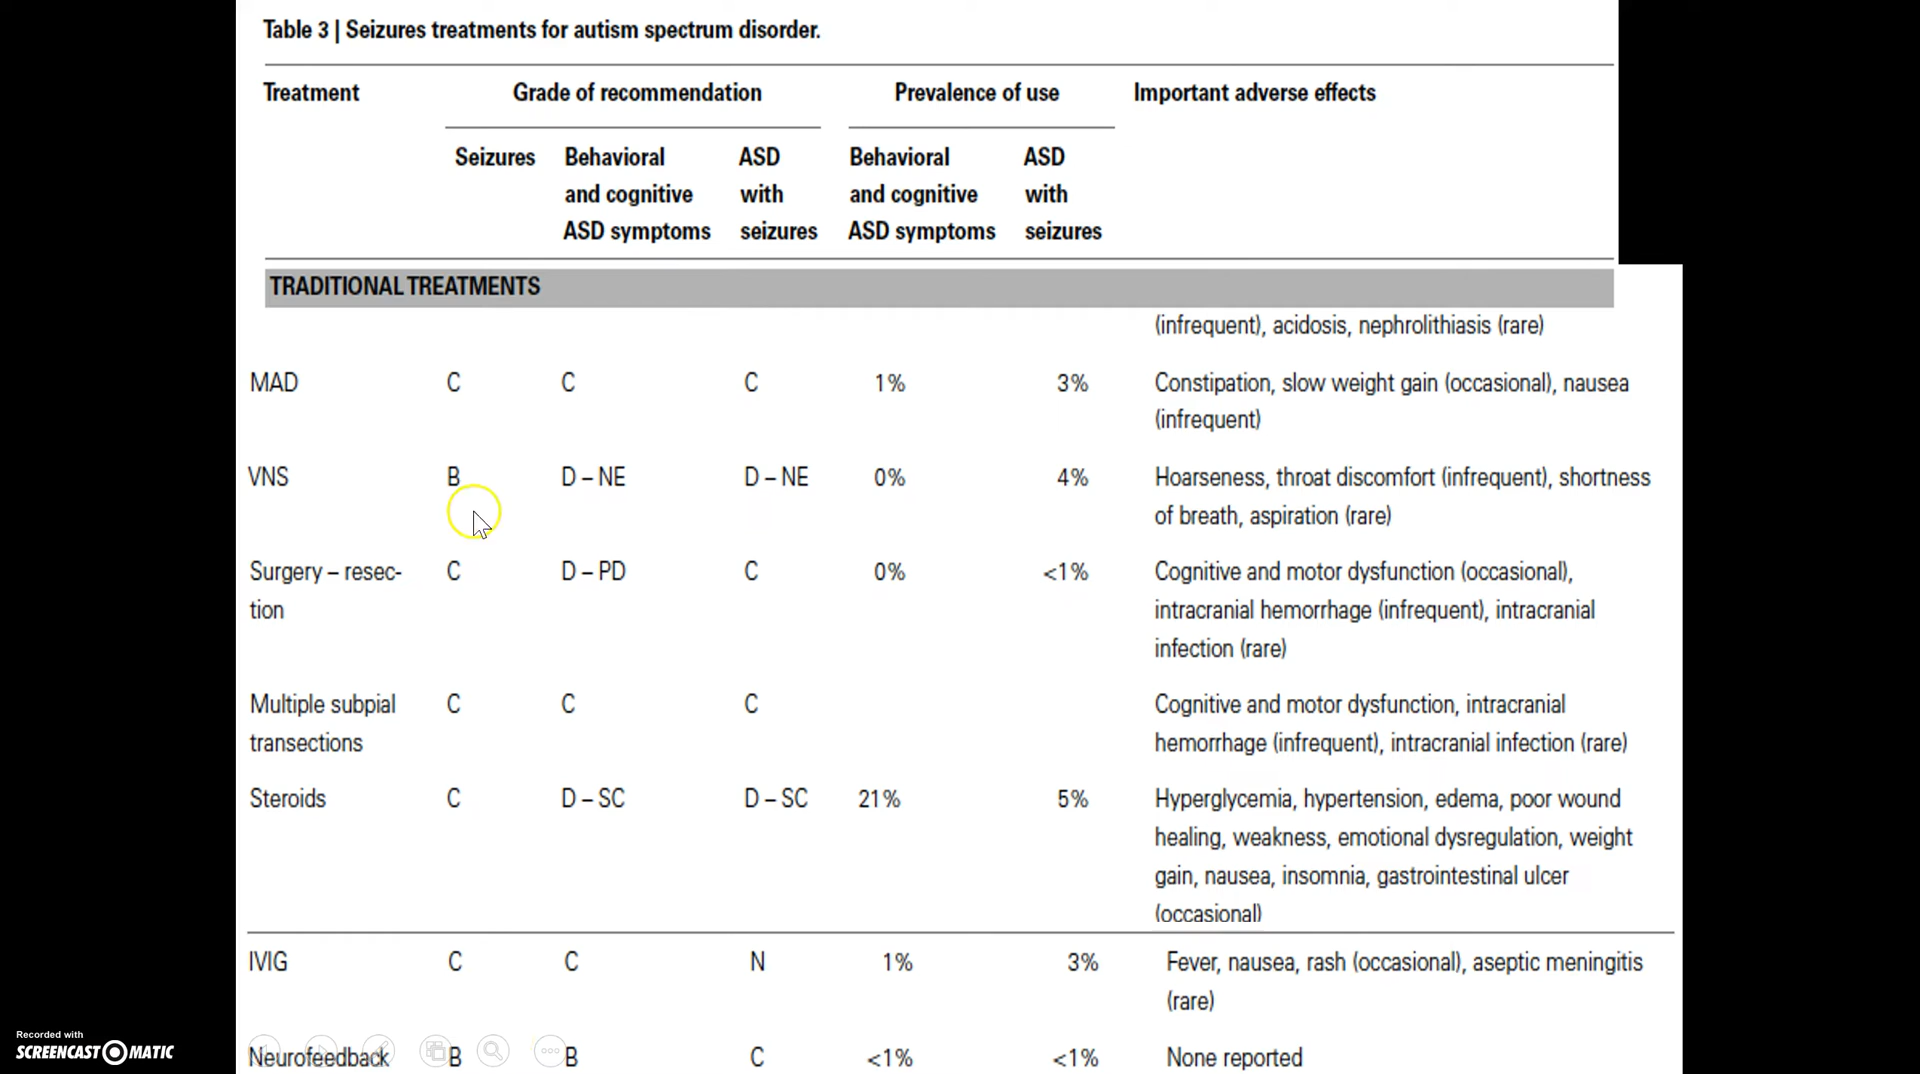 Table 3 | Seizures treatments for autism spectrum disorder.
Treatment Grade of recommendation Prevalence of use Important adverse effects
Seizures Behavioral ASD Behavioral ASD
and cognitive with and cognitive with
ASD symptoms seizures ASD symptoms seizures
TRADITIONAL TREATMENTS
(infrequent), acidosis, nephrolithiasis (rare)
MAD C C C 1% 3% Constipation, slow weight gain (occasional), nausea
(infrequent)
VNS B D – NE D – NE 0% 4% Hoarseness, throat discomfort (infrequent), shortness
of breath, aspiration (rare)
Surgery – resec- C D – PD C 0% <1% Cognitive and motor dysfunction (occasional),
tion intracranial hemorrhage (infrequent), intracranial
infection (rare)
Multiple subpial C C C Cognitive and motor dysfunction, intracranial
transections hemorrhage (infrequent), intracranial infection (rare)
Steroids C D – SC D – SC 21% 5% Hyperglycemia, hypertension, edema, poor wound
healing, weakness, emotional dysregulation, weight
gain, nausea, insomnia, gastrointestinal ulcer
(occasional)
IVIG C C N 1% 3% Fever, nausea, rash (occasional), aseptic meningitis
(rare)
Neurofeedback B B C <1% <1% None reported
Recorded with
SCREENCAST MATIC